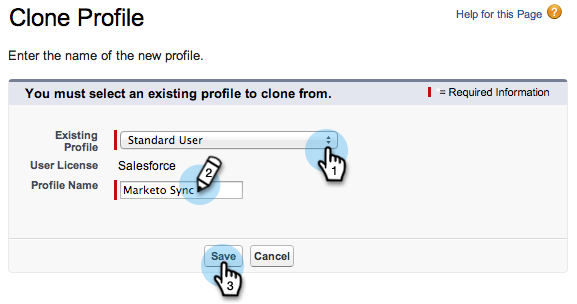 Clone Profile
Help for this Page ?
Enter the name of the new profile.
You must select an existing profile to clone from.
= Required Information
Existing Profile
Standard User
1
User License
Salesforce
2
Profile Name
Marketo Sync
Save
Cancel
3